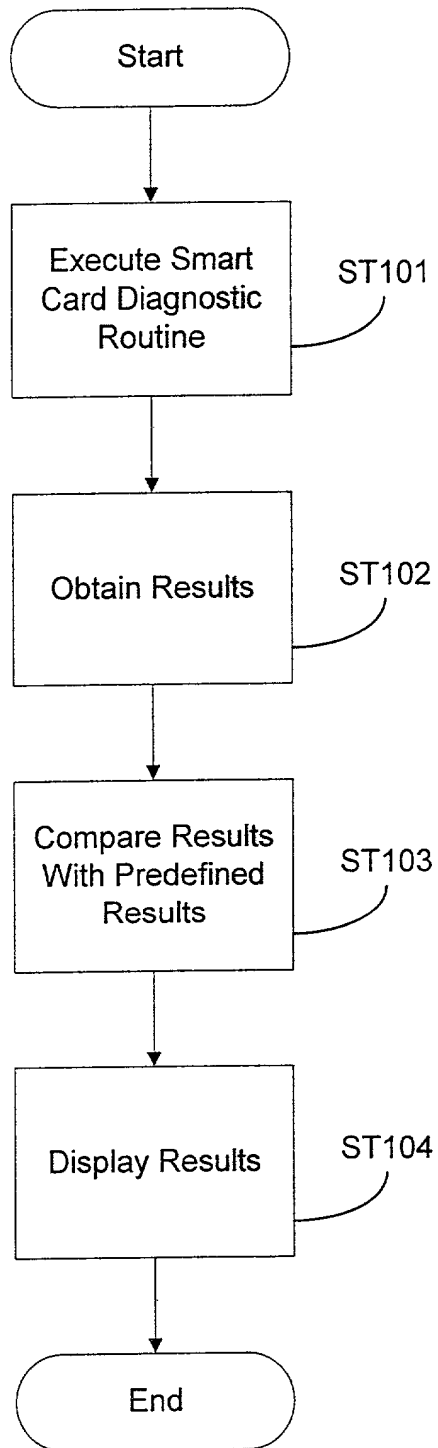 Start
Execute Smart
Card Diagnostic
Routine
ST101
Obtain Results
ST102
Compare Results
With Predefined
Results
ST103
Display Results
ST104
End